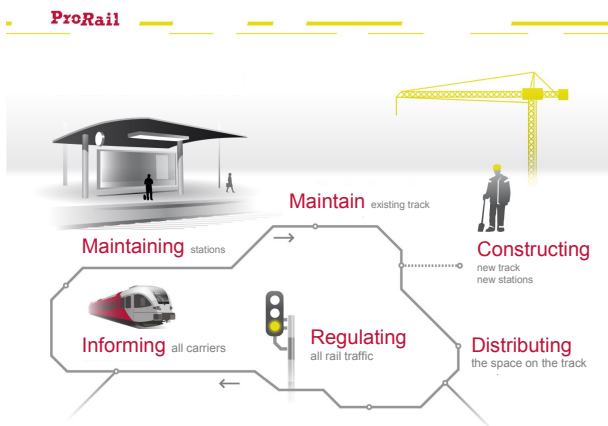 ProRail
Maintain existing track
Maintaining stations
Constructing
new track
new stations
Informing all carriers
Regulating
all rail traffic
Distributing
the space on the track